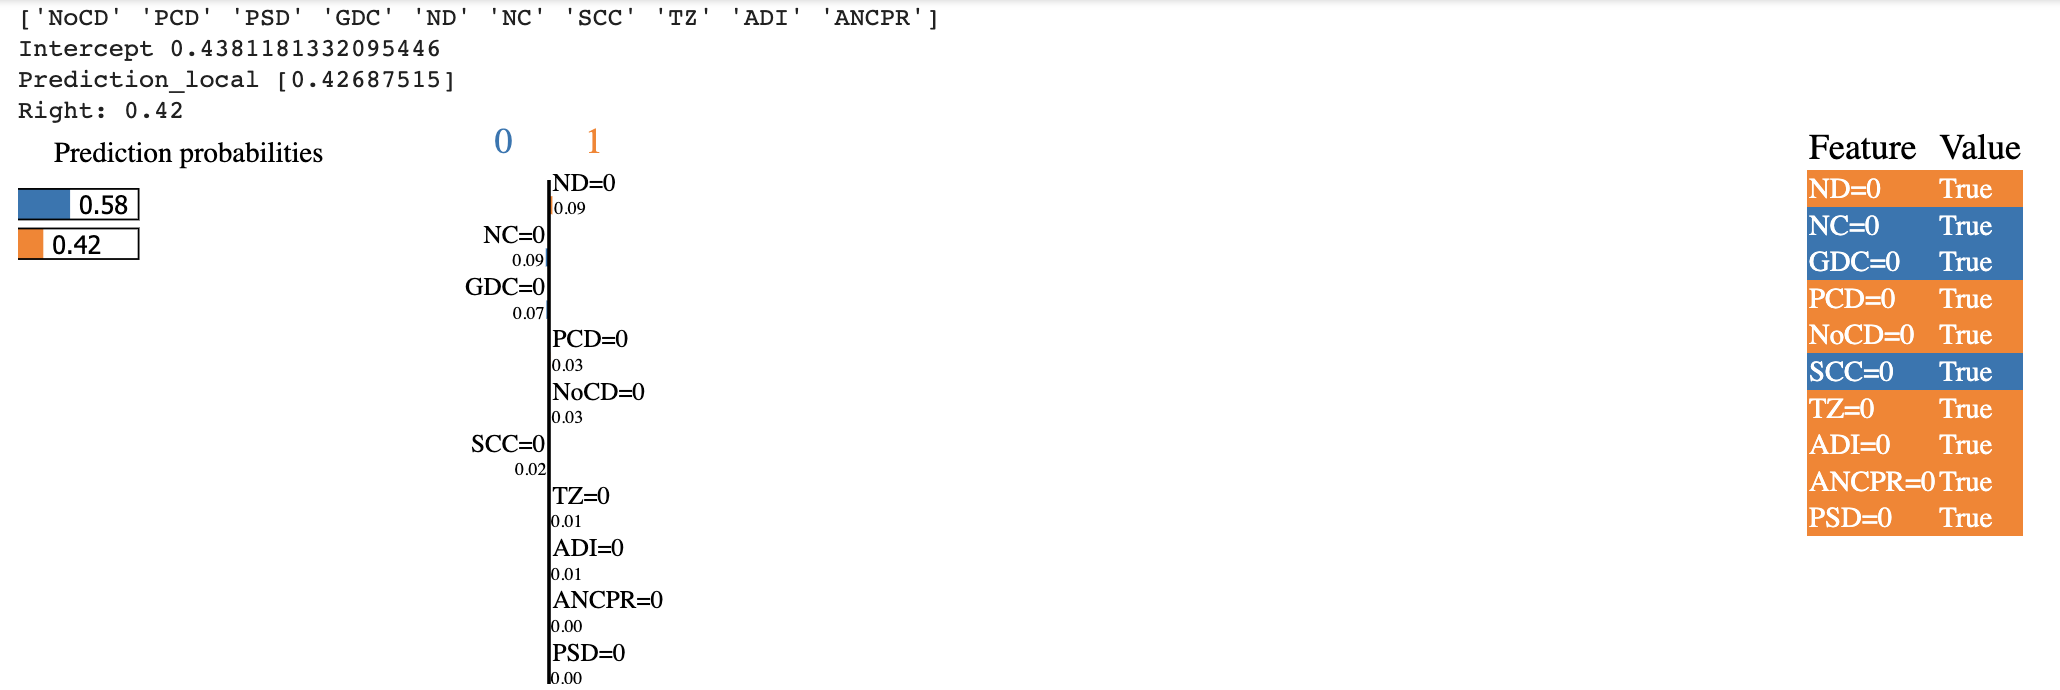 ['NoCD' 'PCD' 'PSD' 'GDC' 'ND' 'NC' 'SCC' 'TZ' 'ADI' 'ANCPR']
Intercept 0.4381181332095446
Prediction_local [0.42687515]
Right: 0.42
Prediction probabilities
0.58
0.42
0 1
ND=0
0.09
NC=0
0.09
GDC=0
0.07
PCD=0
0.03
NoCD=0
0.03
SCC=0
0.02
TZ=0
0.01
ADI=0
0.01
ANCPR=0
0.00
PSD=0
0.00
Feature Value
ND=0 True
NC=0 True
GDC=0 True
PCD=0 True
NoCD=0 True
SCC=0 True
TZ=0 True
ADI=0 True
ANCPR=0 True
PSD=0 True